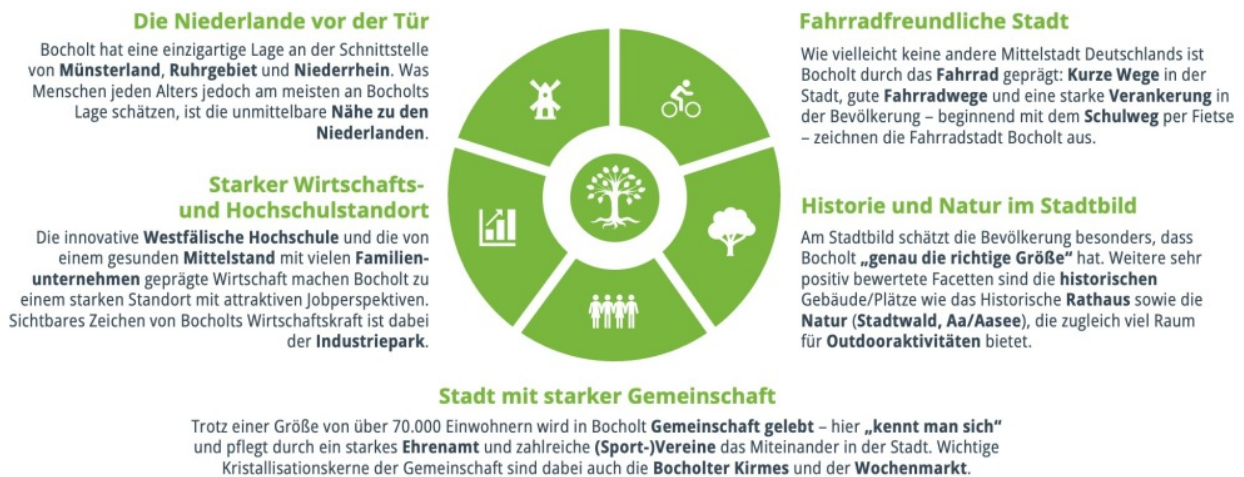 Die Niederlande vor der Tür
Bocholt hat eine einzigartige Lage an der Schnittstelle
von Münsterland, Ruhrgebiet und Niederrhein. Was
Menschen jeden Alters jedoch am meisten an Bocholts
Lage schätzen, ist die unmittelbare Nähe zu den
Niederlanden.
Starker Wirtschafts-
und Hochschulstandort
Die innovative Westfälische Hochschule und die von
einem gesunden Mittelstand mit vielen Familien-
unternehmen geprägte Wirtschaft machen Bocholt zu
einem starken Standort mit attraktiven Jobperspektiven.
Sichtbares Zeichen von Bocholts Wirtschaftskraft ist dabei
der Industriepark.
Fahrradfreundliche Stadt
Wie vielleicht keine andere Mittelstadt Deutschlands ist
Bocholt durch das Fahrrad geprägt: Kurze Wege in der
Stadt, gute Fahrradwege und eine starke Verankerung in
der Bevölkerung – beginnend mit dem Schulweg per Fietse
– zeichnen die Fahrradstadt Bocholt aus.
Historie und Natur im Stadtbild
Am Stadtbild schätzt die Bevölkerung besonders, dass
Bocholt „genau die richtige Größe“ hat. Weitere sehr
positiv bewertete Facetten sind die historischen
Gebäude/Plätze wie das Historische Rathaus sowie die
Natur (Stadtwald, Aa/Aasee), die zugleich viel Raum
für Outdooraktivitäten bietet.
Stadt mit starker Gemeinschaft
Trotz einer Größe von über 70.000 Einwohnern wird in Bocholt Gemeinschaft gelebt – hier „kennt man sich“
und pflegt durch ein starkes Ehrenamt und zahlreiche (Sport-)Vereine das Miteinander in der Stadt. Wichtige
Kristallisationskerne der Gemeinschaft sind dabei auch die Bocholter Kirmes und der Wochenmarkt.